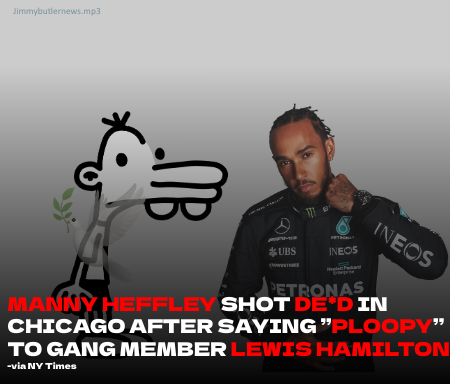 Jimmybutlernews.mp3
PETRONAS
UBS
INEOS
INEOS
MANNY HEFFLEY SHOT DE*D IN
CHICAGO AFTER SAYING "PLOOPY"
TO GANG MEMBER LEWIS HAMILTON
-via NY Times